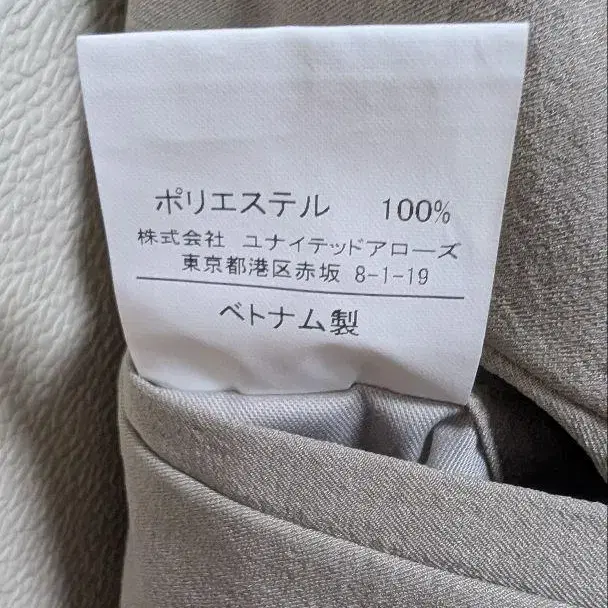 ポリエステル 100%
株式会社 ユナイテッドアローズ
東京都港区赤坂 8-1-19
ベトナム製